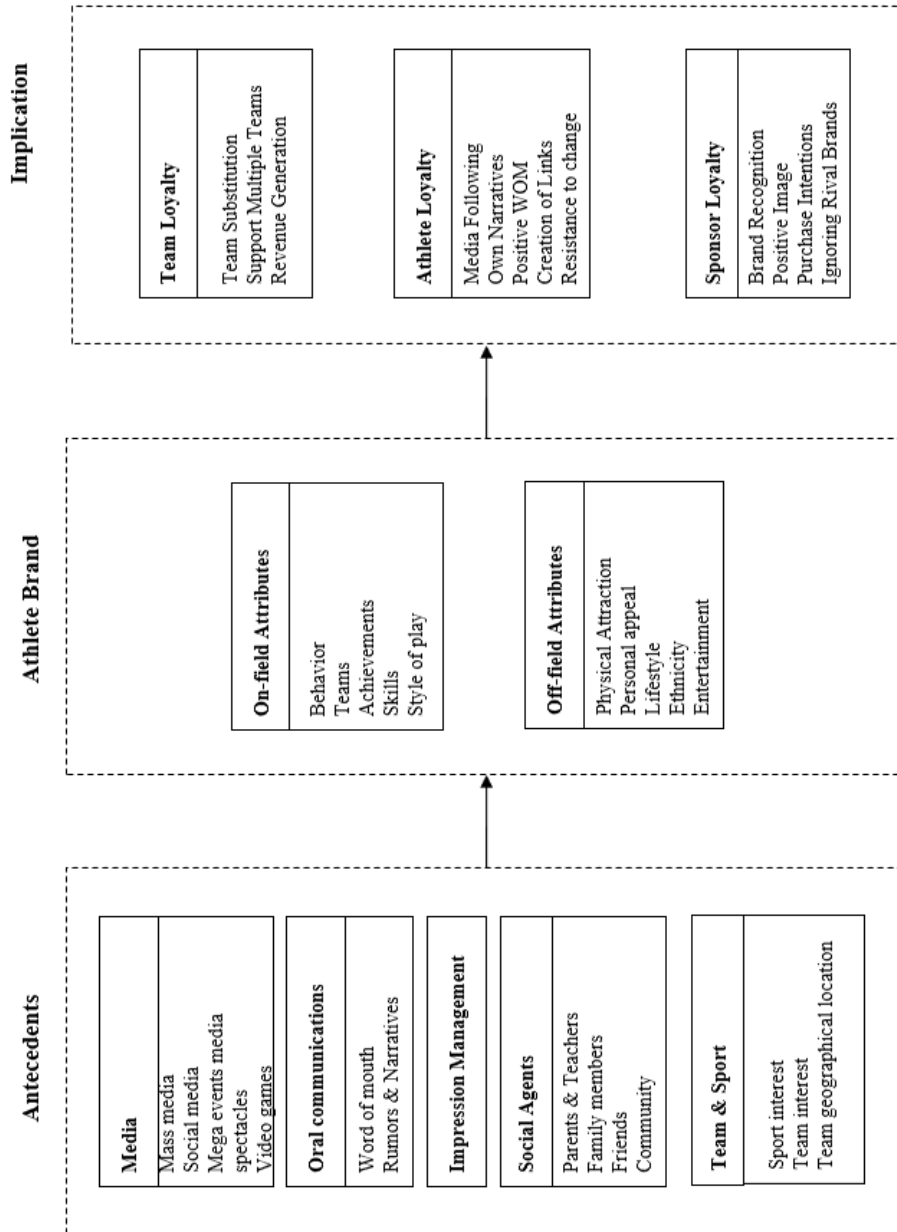 Antecedents
Media
Mass media
Social media
Mega events media
spectacles
Video games
Oral communications
Word of mouth
Rumors & Narratives
Impression Management
Social Agents
Parents & Teachers
Family members
Friends
Community
Team & Sport
Sport interest
Team interest
Team geographical location
Athlete Brand
On-field Attributes
Behavior
Teams
Achievements
Skills
Style of play
Off-field Attributes
Physical Attraction
Personal appeal
Lifestyle
Ethnicity
Entertainment
Implication
Team Loyalty
Team Substitution
Support Multiple Teams
Revenue Generation
Athlete Loyalty
Media Following
Own Narratives
Positive WOM
Creation of Links
Resistance to change
Sponsor Loyalty
Brand Recognition
Positive Image
Purchase Intentions
Ignoring Rival Brands